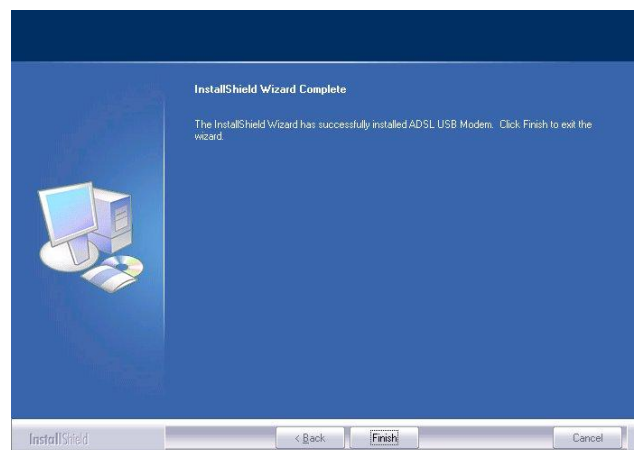 InstallShield Wizard Complete
The InstallShield Wizard has successfully installed ADSL USB Modem. Click Finish to exit the
wizard.
InstallShield
< Back
Finish
Cancel